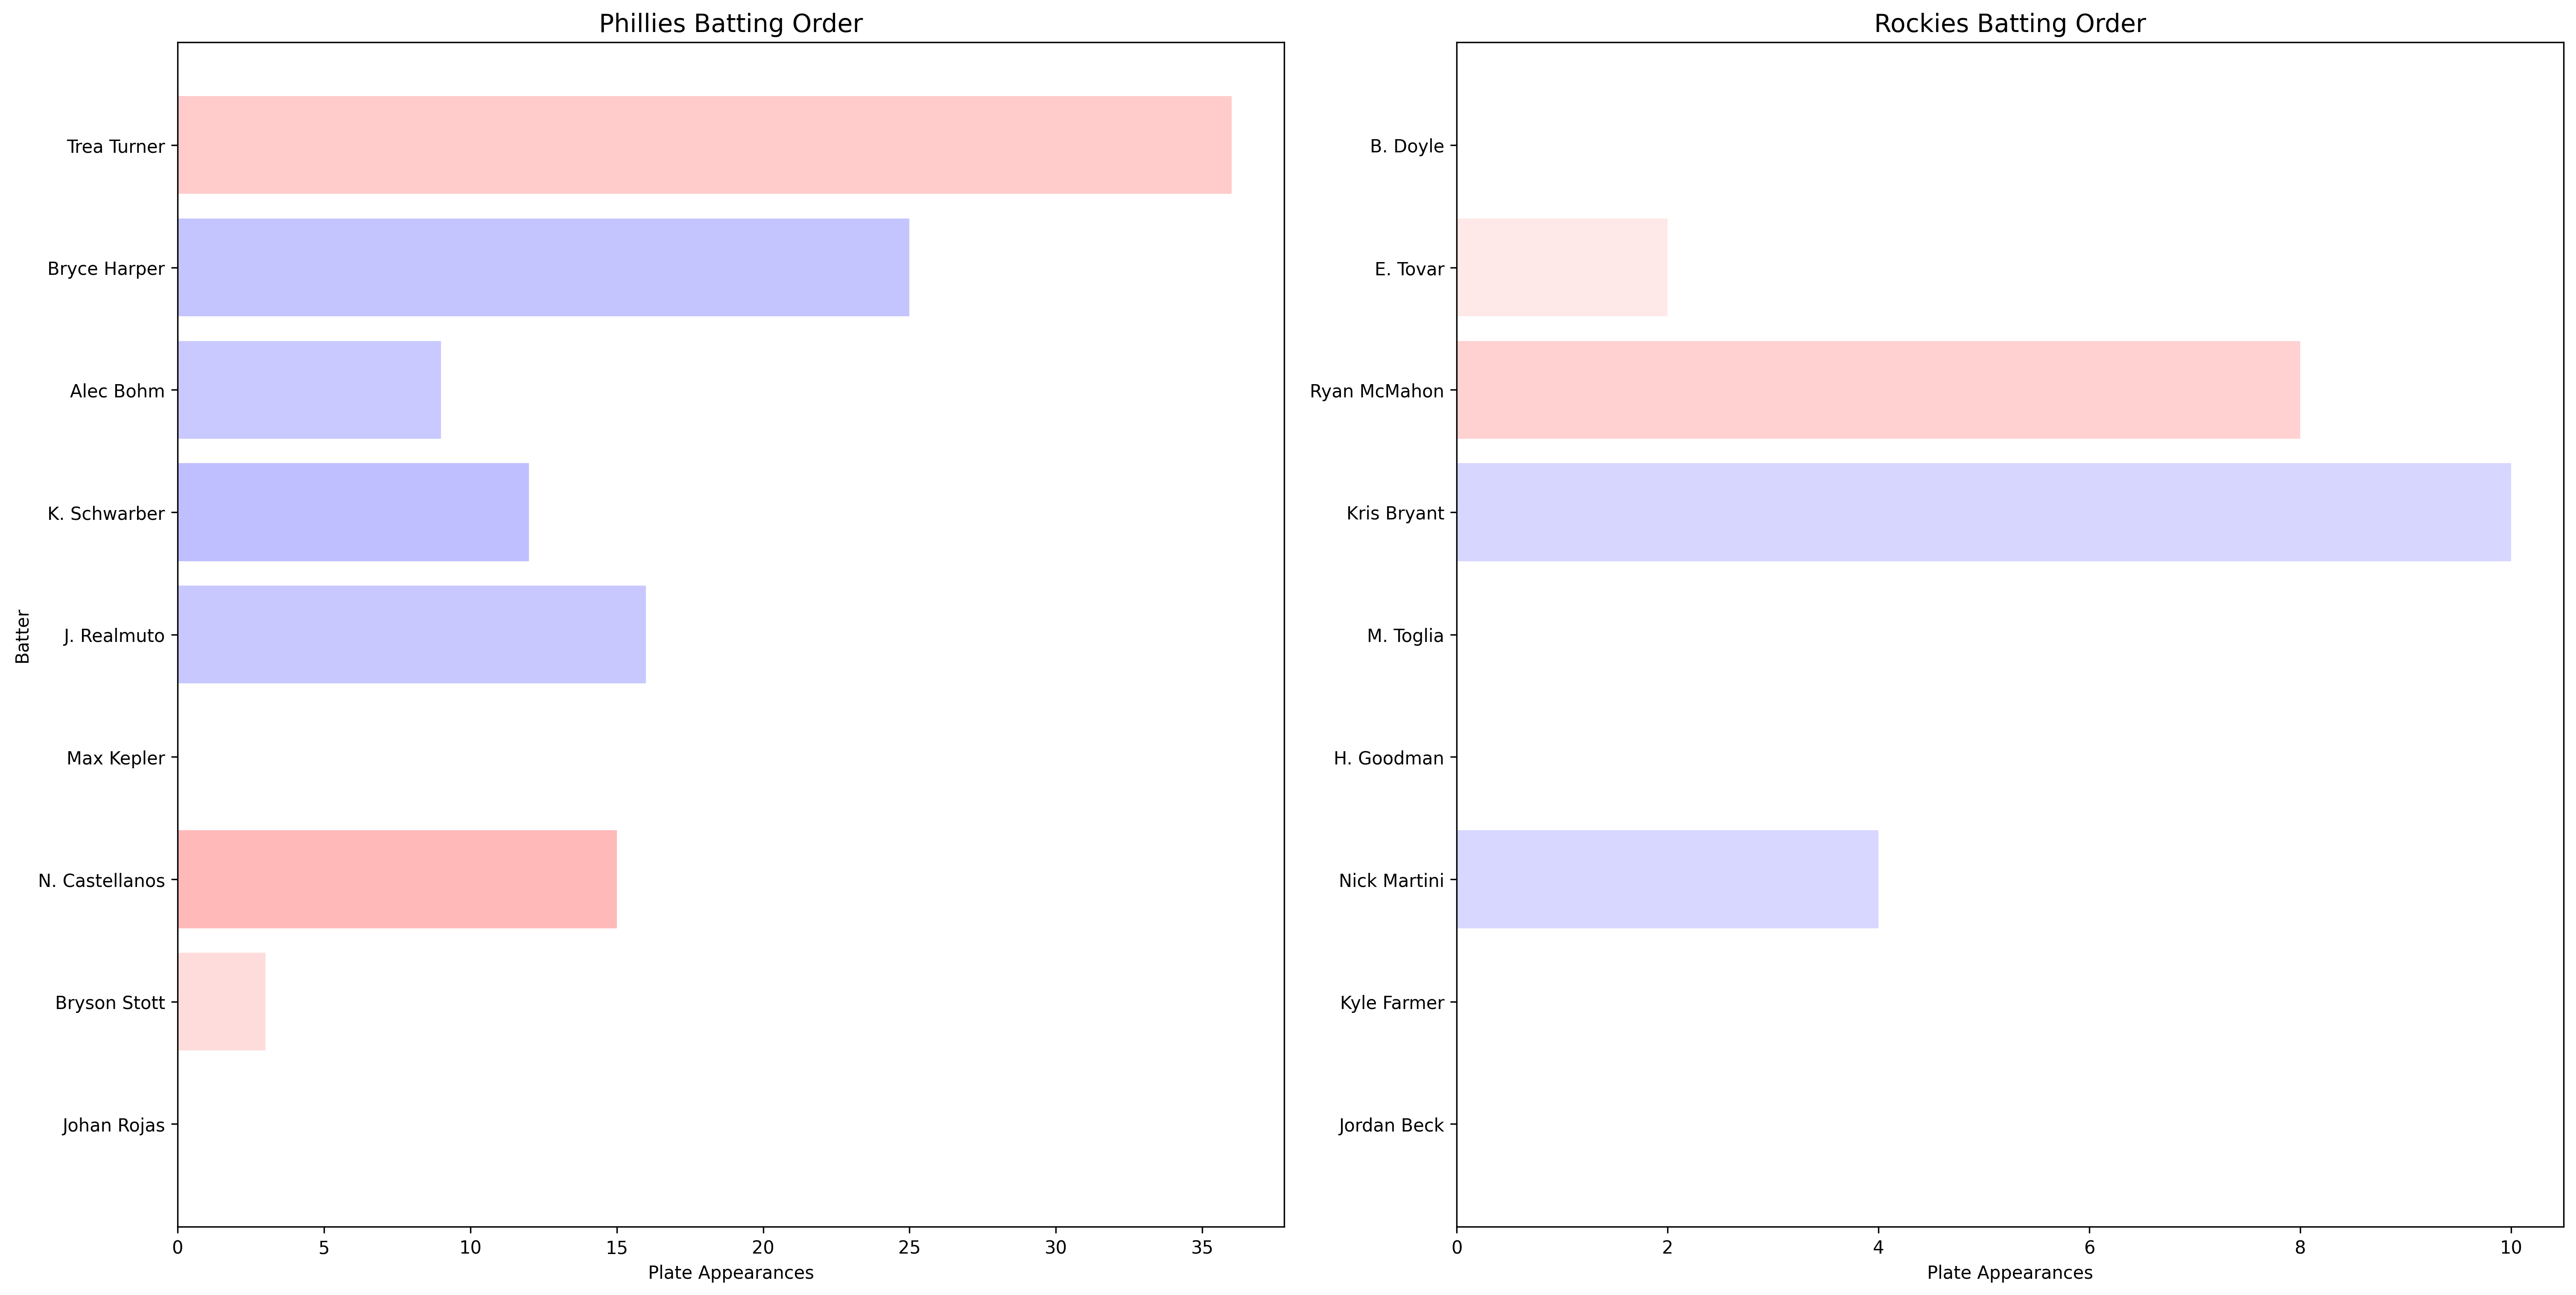 Phillies Batting Order
Batter
Trea Turner
Bryce Harper
Alec Bohm
K. Schwarber
J. Realmuto
Max Kepler
N. Castellanos
Bryson Stott
Johan Rojas
0 5 10 15 20 25 30 35
Plate Appearances
Rockies Batting Order
B. Doyle
E. Tovar
Ryan McMahon
Kris Bryant
M. Toglia
H. Goodman
Nick Martini
Kyle Farmer
Jordan Beck
0 2 4 6 8 10
Plate Appearances